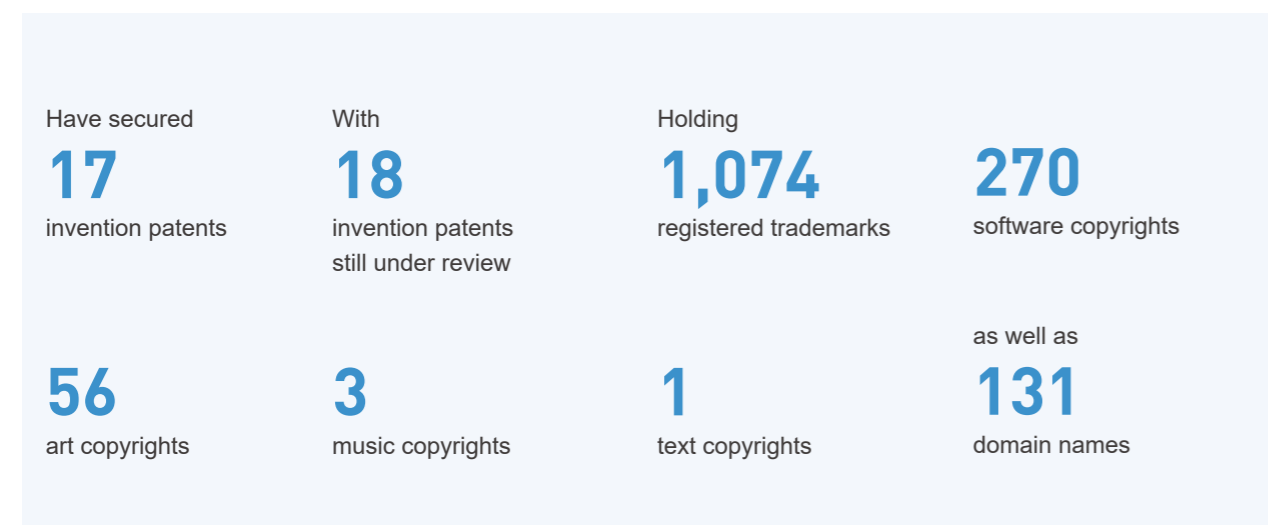 Have secured
17
invention patents
With
18
invention patents
still under review
Holding
1,074
registered trademarks
270
software copyrights
56
art copyrights
3
music copyrights
1
text copyrights
as well as
131
domain names